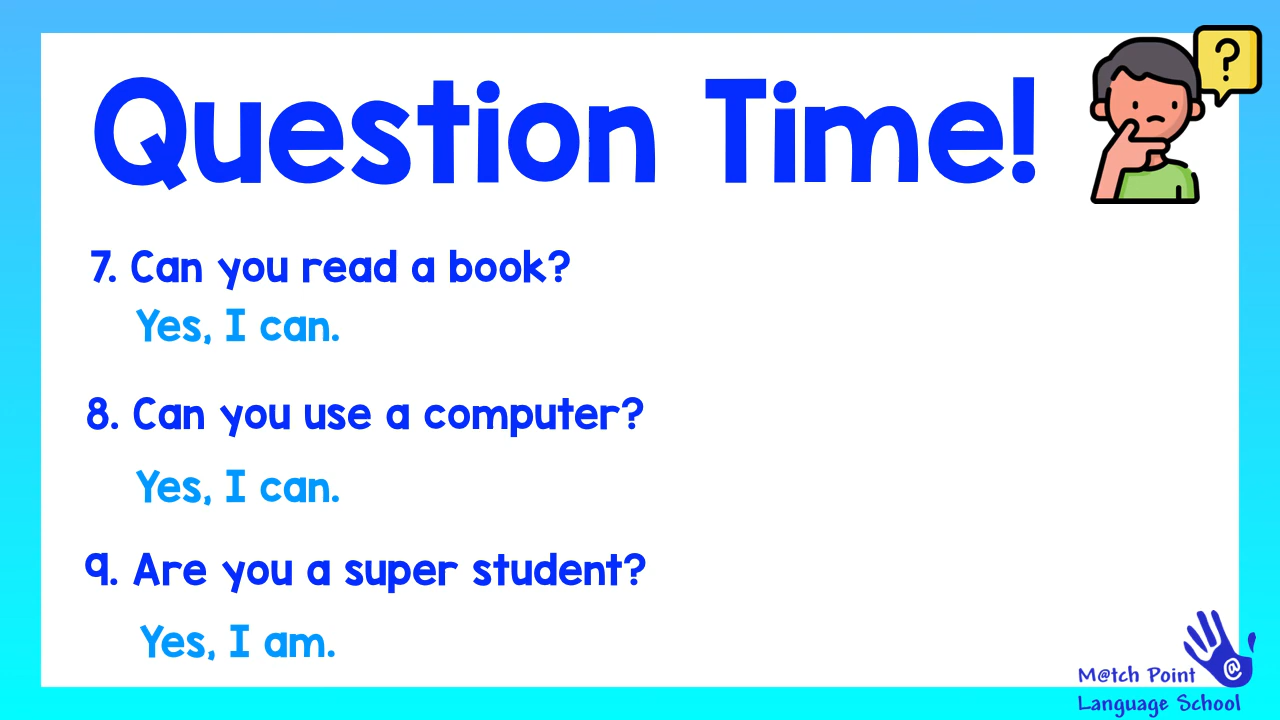 Question Time!
?
7. Can you read a book?
Yes, I can.
8. Can you use a computer?
Yes, I can.
9. Are you a super student?
Yes, I am.
@
M@tch Point
Language School